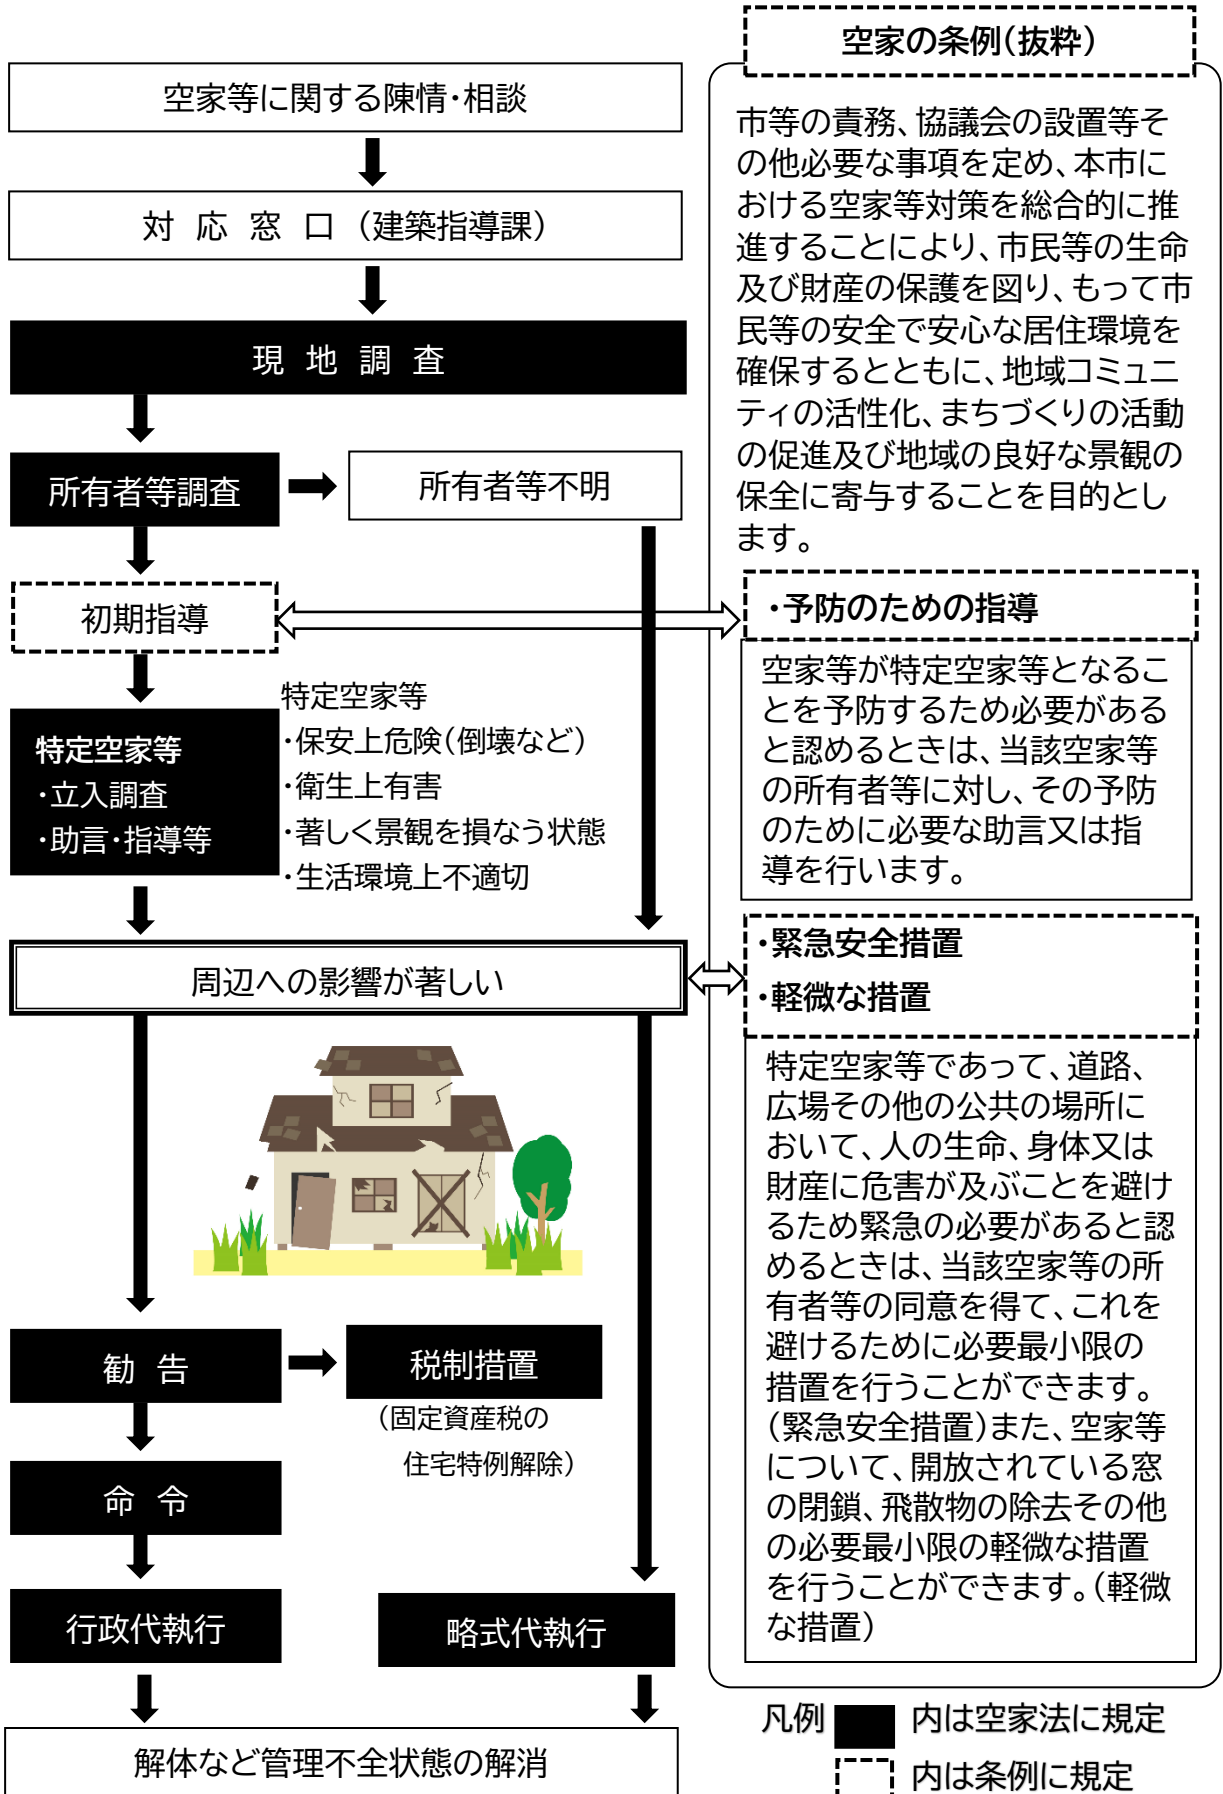 空家等に関する陳情・相談
対応窓口（建築指導課）
現地調査
所有者等調査
所有者等不明
初期指導
特定空家等
・立入調査
・助言・指導等
特定空家等
・保安上危険（倒壊など）
・衛生上有害
・著しく景観を損なう状態
・生活環境上不適切
周辺への影響が著しい
勧告
税制措置
（固定資産税の
住宅特例解除）
命令
行政代執行
略式代執行
解体など管理不全状態の解消
空家の条例（抜粋）
市等の責務、協議会の設置等そ
の他必要な事項を定め、本市に
おける空家等対策を総合的に推
進することにより、市民等の生命
及び財産の保護を図り、もって市
民等の安全で安心な居住環境を
確保するとともに、地域コミュニ
ティの活性化、まちづくりの活動
の促進及び地域の良好な景観の
保全に寄与することを目的とし
ます。
・予防のための指導
空家等が特定空家等となるこ
とを予防するため必要がある
と認めるときは、当該空家等
の所有者等に対し、その予防
のために必要な助言又は指
導を行います。
・緊急安全措置
・軽微な措置
特定空家等であって、道路、
広場その他の公共の場所に
おいて、人の生命、身体又は
財産に危害が及ぶことを避け
るため緊急の必要があると認
めるときは、当該空家等の所
有者等の同意を得て、これを
避けるために必要最小限の
措置を行うことができます。
（緊急安全措置）また、空家等
について、開放されている窓
の閉鎖、飛散物の除去その他
の必要最小限の軽微な措置
を行うことができます。（軽微
な措置）
凡例 内は空家法に規定
内は条例に規定